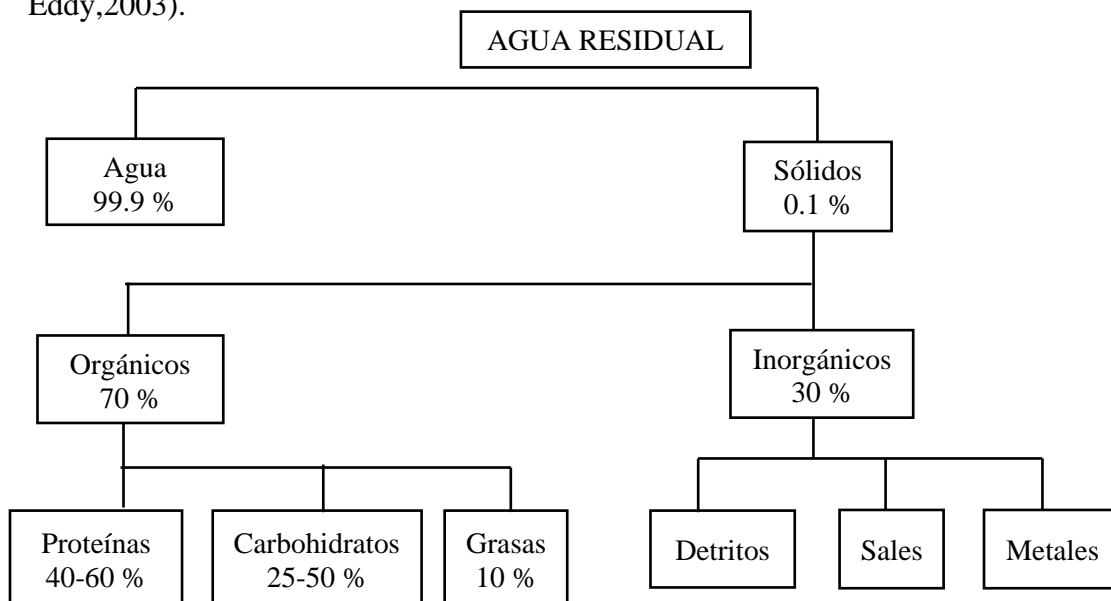 Eddy,2003).
AGUA RESIDUAL
Agua
99.9 %
Sólidos
0.1 %
Orgánicos
70 %
Inorgánicos
30 %
Proteínas
40-60 %
Carbohidratos
25-50 %
Grasas
10 %
Detritos
Sales
Metales